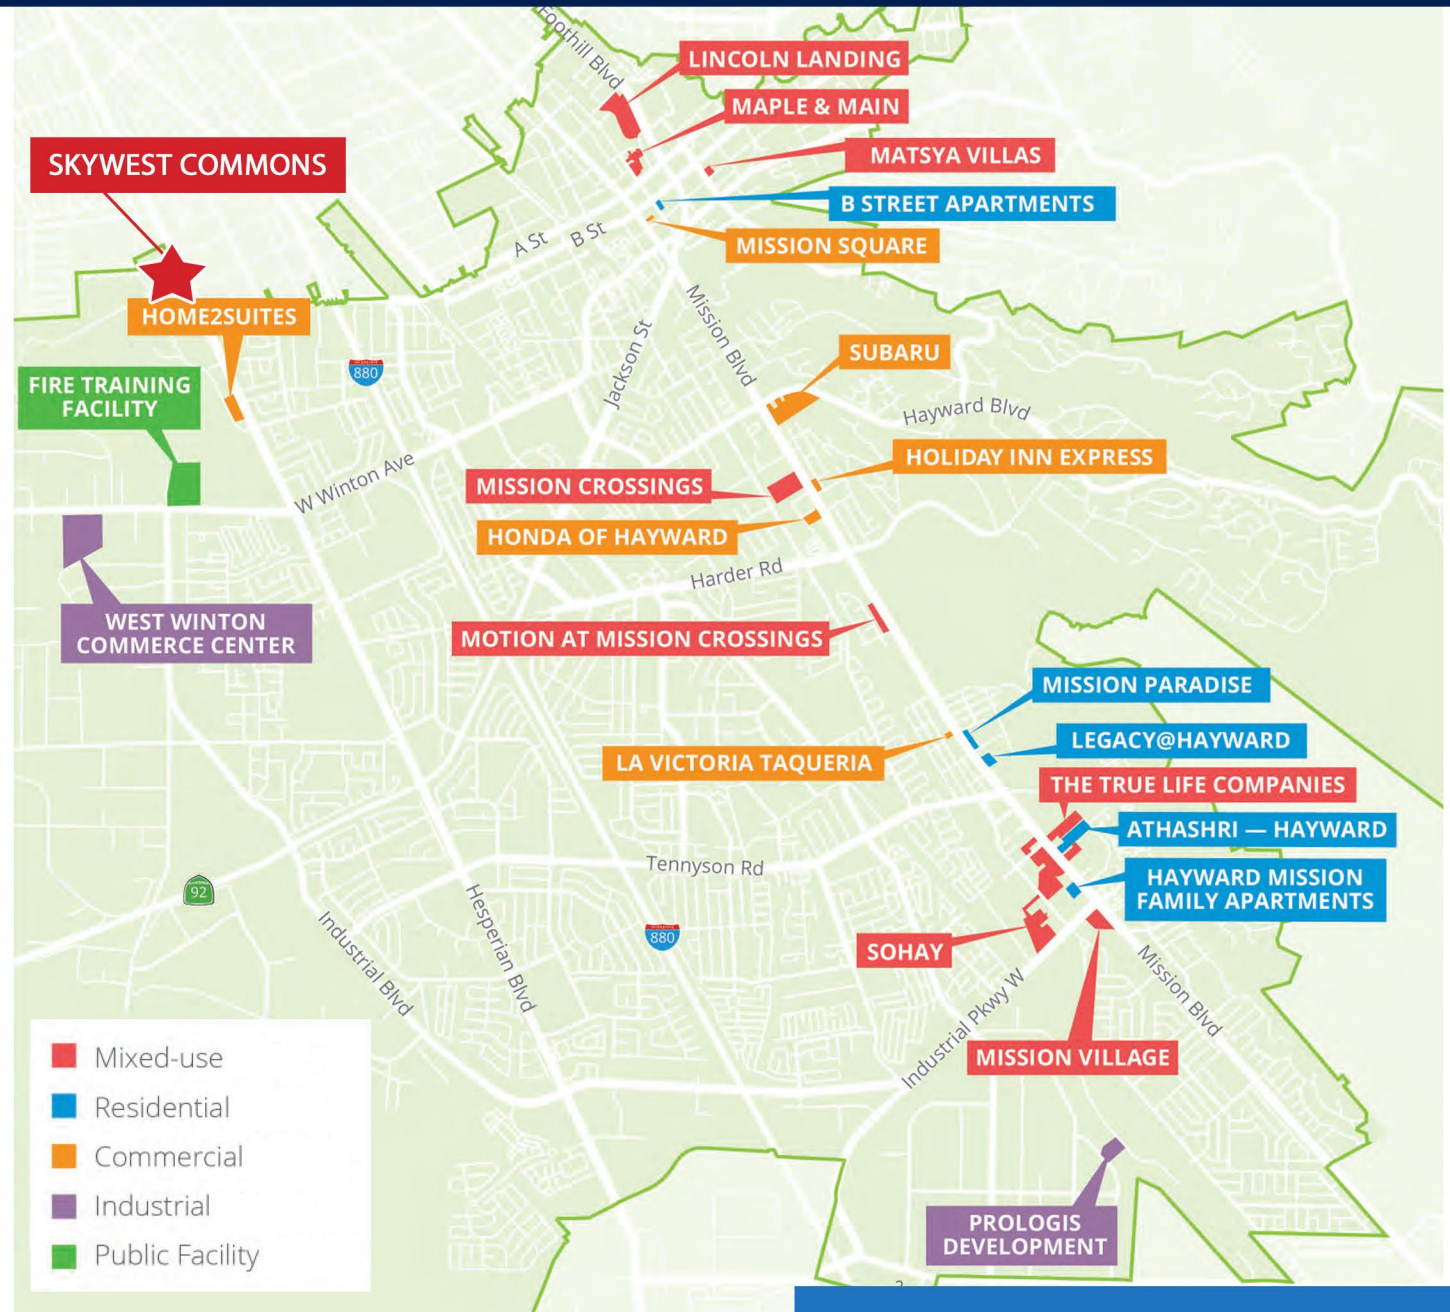 Foothill Blvd
LINCOLN LANDING
MAPLE & MAIN
MATSYA VILLAS
SKYWEST COMMONS
B STREET APARTMENTS
A St
B St
MISSION SQUARE
HOME2SUITES
Mission Blvd
Jackson St
SUBARU
880
FIRE TRAINING
FACILITY
Hayward Blvd
HOLIDAY INN EXPRESS
W Winton Ave
MISSION CROSSINGS
HONDA OF HAYWARD
Harder Rd
WEST WINTON
COMMERCE CENTER
MOTION AT MISSION CROSSINGS
MISSION PARADISE
LEGACY@HAYWARD
LA VICTORIA TAQUERIA
THE TRUE LIFE COMPANIES
ATHASHRI — HAYWARD
Tennyson Rd
HAYWARD MISSION
FAMILY APARTMENTS
92
Industrial Blvd
Hesperian Blvd
880
SOHAY
Industrial Pkwy W
Mission Blvd
MISSION VILLAGE
Mixed-use
Residential
Commercial
Industrial
Public Facility
PROLOGIS
DEVELOPMENT